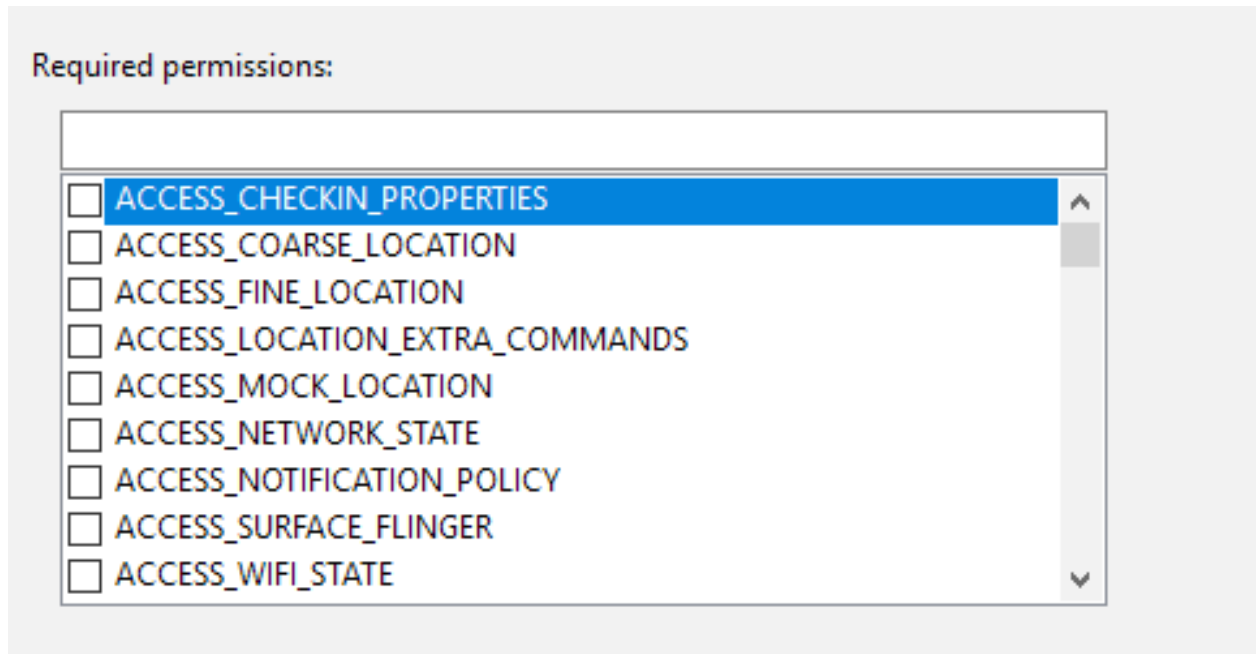 Required permissions:
ACCESS_CHECKIN_PROPERTIES
ACCESS_COARSE_LOCATION
ACCESS_FINE_LOCATION
ACCESS_LOCATION_EXTRA_COMMANDS
ACCESS_MOCK_LOCATION
ACCESS_NETWORK_STATE
ACCESS_NOTIFICATION_POLICY
ACCESS_SURFACE_FLINGER
ACCESS_WIFI_STATE